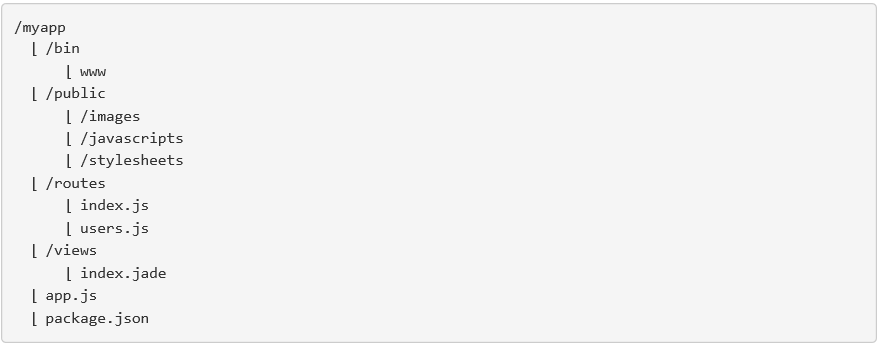 /myapp
⌊ /bin
⌊ www
⌊ /public
⌊ /images
⌊ /javascripts
⌊ /stylesheets
⌊ /routes
⌊ index.js
⌊ users.js
⌊ /views
⌊ index.jade
⌊ app.js
⌊ package.json